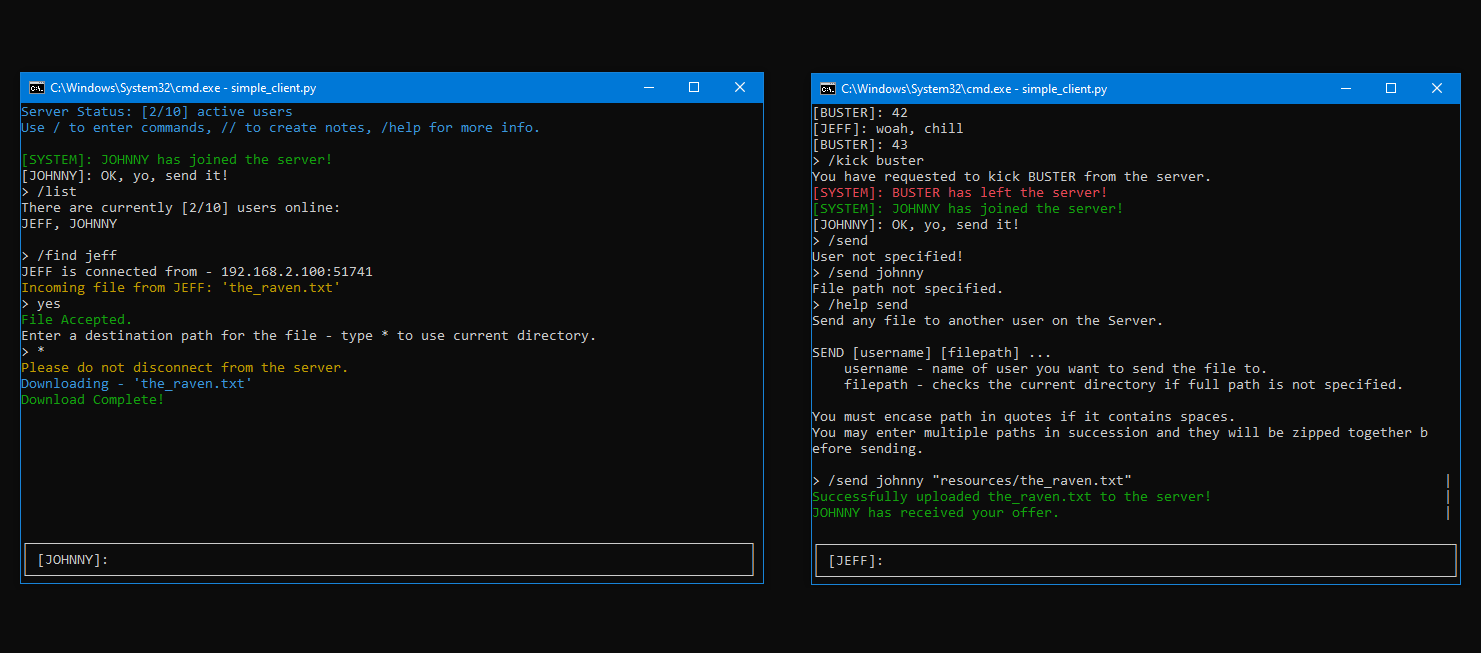 C:\Windows\System32\cmd.exe - simple_client.py
Server Status: [2/10] active users
Use / to enter commands, // to create notes, /help for more info.
[SYSTEM]: JOHNNY has joined the server!
[JOHNNY]: OK, yo, send it!
> /list
There are currently [2/10] users online:
JEFF, JOHNNY
> /find jeff
JEFF is connected from - 192.168.2.100:51741
Incoming file from JEFF: 'the_raven.txt'
> yes
File Accepted.
Enter a destination path for the file - type * to use current directory.
> *
Please do not disconnect from the server.
Downloading - 'the_raven.txt'
Download Complete!
[JOHNNY]:
C:\Windows\System32\cmd.exe - simple_client.py
[BUSTER]: 42
[JEFF]: woah, chill
[BUSTER]: 43
> /kick buster
You have requested to kick BUSTER from the server.
[SYSTEM]: BUSTER has left the server!
[SYSTEM]: JOHNNY has joined the server!
[JOHNNY]: OK, yo, send it!
> /send
User not specified!
> /send johnny
File path not specified.
> /help send
Send any file to another user on the Server.
SEND [username] [filepath] ...
username - name of user you want to send the file to.
filepath - checks the current directory if full path is not specified.
You must encase path in quotes if it contains spaces.
You may enter multiple paths in succession and they will be zipped together b
efore sending.
> /send johnny "resources/the_raven.txt" |
Successfully uploaded the_raven.txt to the server! |
JOHNNY has received your offer. |
[JEFF]: